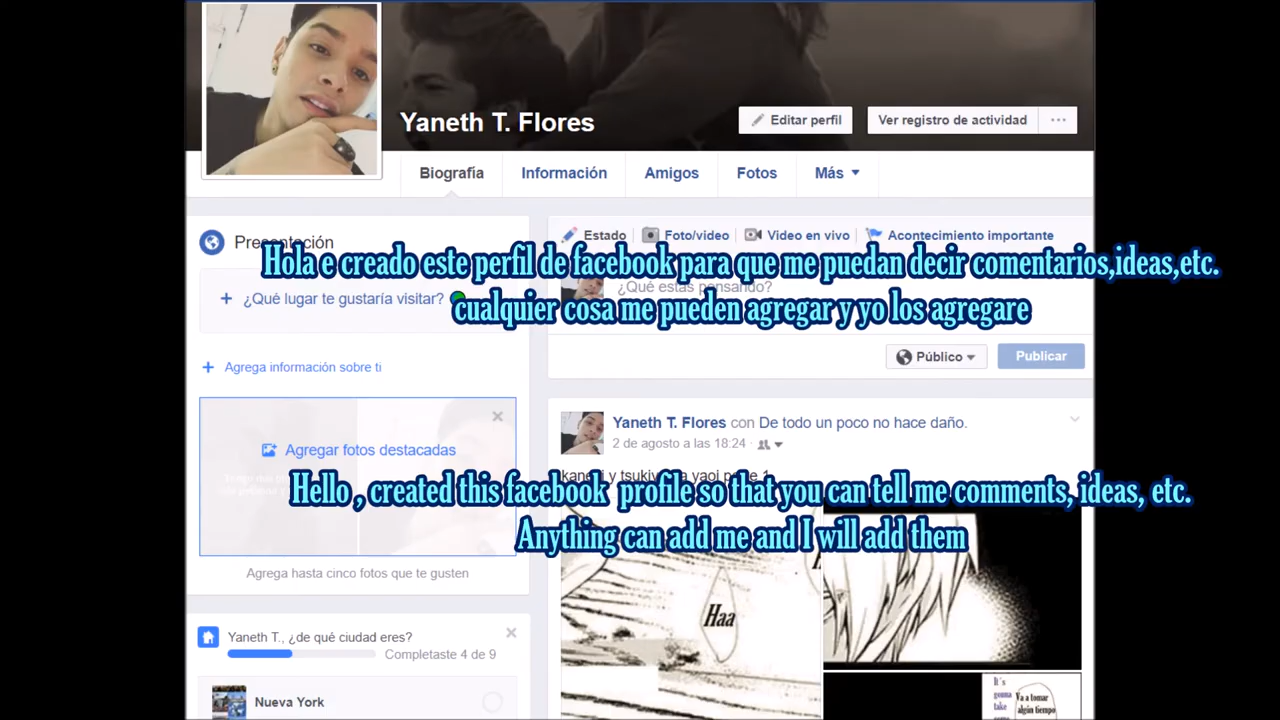 Yaneth T. Flores
Editar perfil
Ver registro de actividad
Biografía
Información
Amigos
Fotos
Más
Presentación
Estado
Foto/video
Video en vivo
Acontecimiento importante
Hola e creado este perfil de facebook para que me puedan decir comentarios,ideas,etc.
¿Qué lugar te gustaría visitar?
¿Qué estás pensando?
cualquier cosa me pueden agregar y yo los agregare
Público
Publicar
Agrega información sobre ti
Agregar fotos destacadas
Yaneth T. Flores con De todo un poco no hace daño.
2 de agosto a las 18:24
Hello , created this facebook profile so that you can tell me comments, ideas, etc.
Anything can add me and I will add them
Agrega hasta cinco fotos que te gusten
Haa
Yaneth T., ¿de qué ciudad eres?
Completaste 4 de 9
Nueva York
It´s
gonna
take
Va a tomar
algún tiempo